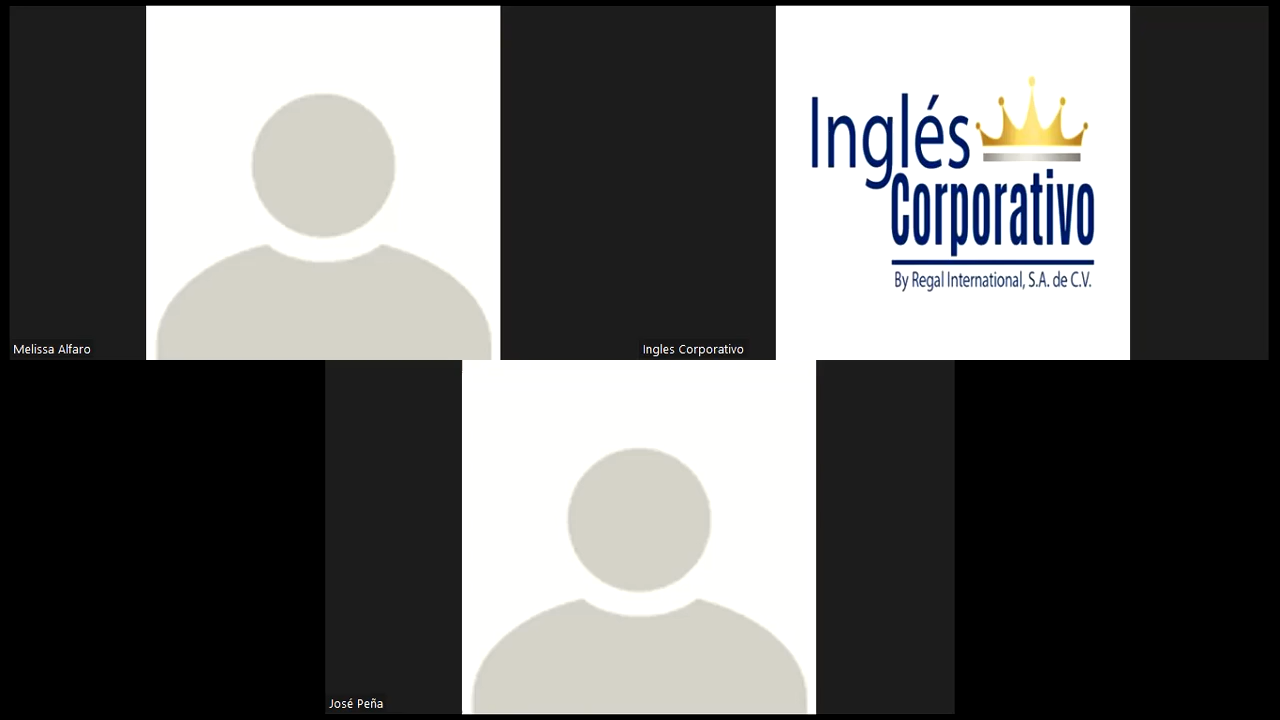 Inglés
Corporativo
By Regal International, S.A. de C.V.
Melissa Alfaro
Ingles Corporativo
José Peña